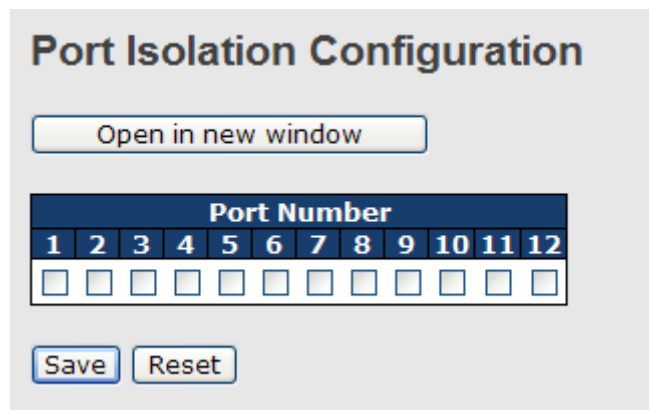 Port Isolation Configuration
Open in new window
Port Number
1 2 3 4 5 6 7 8 9 10 11 12
Save Reset